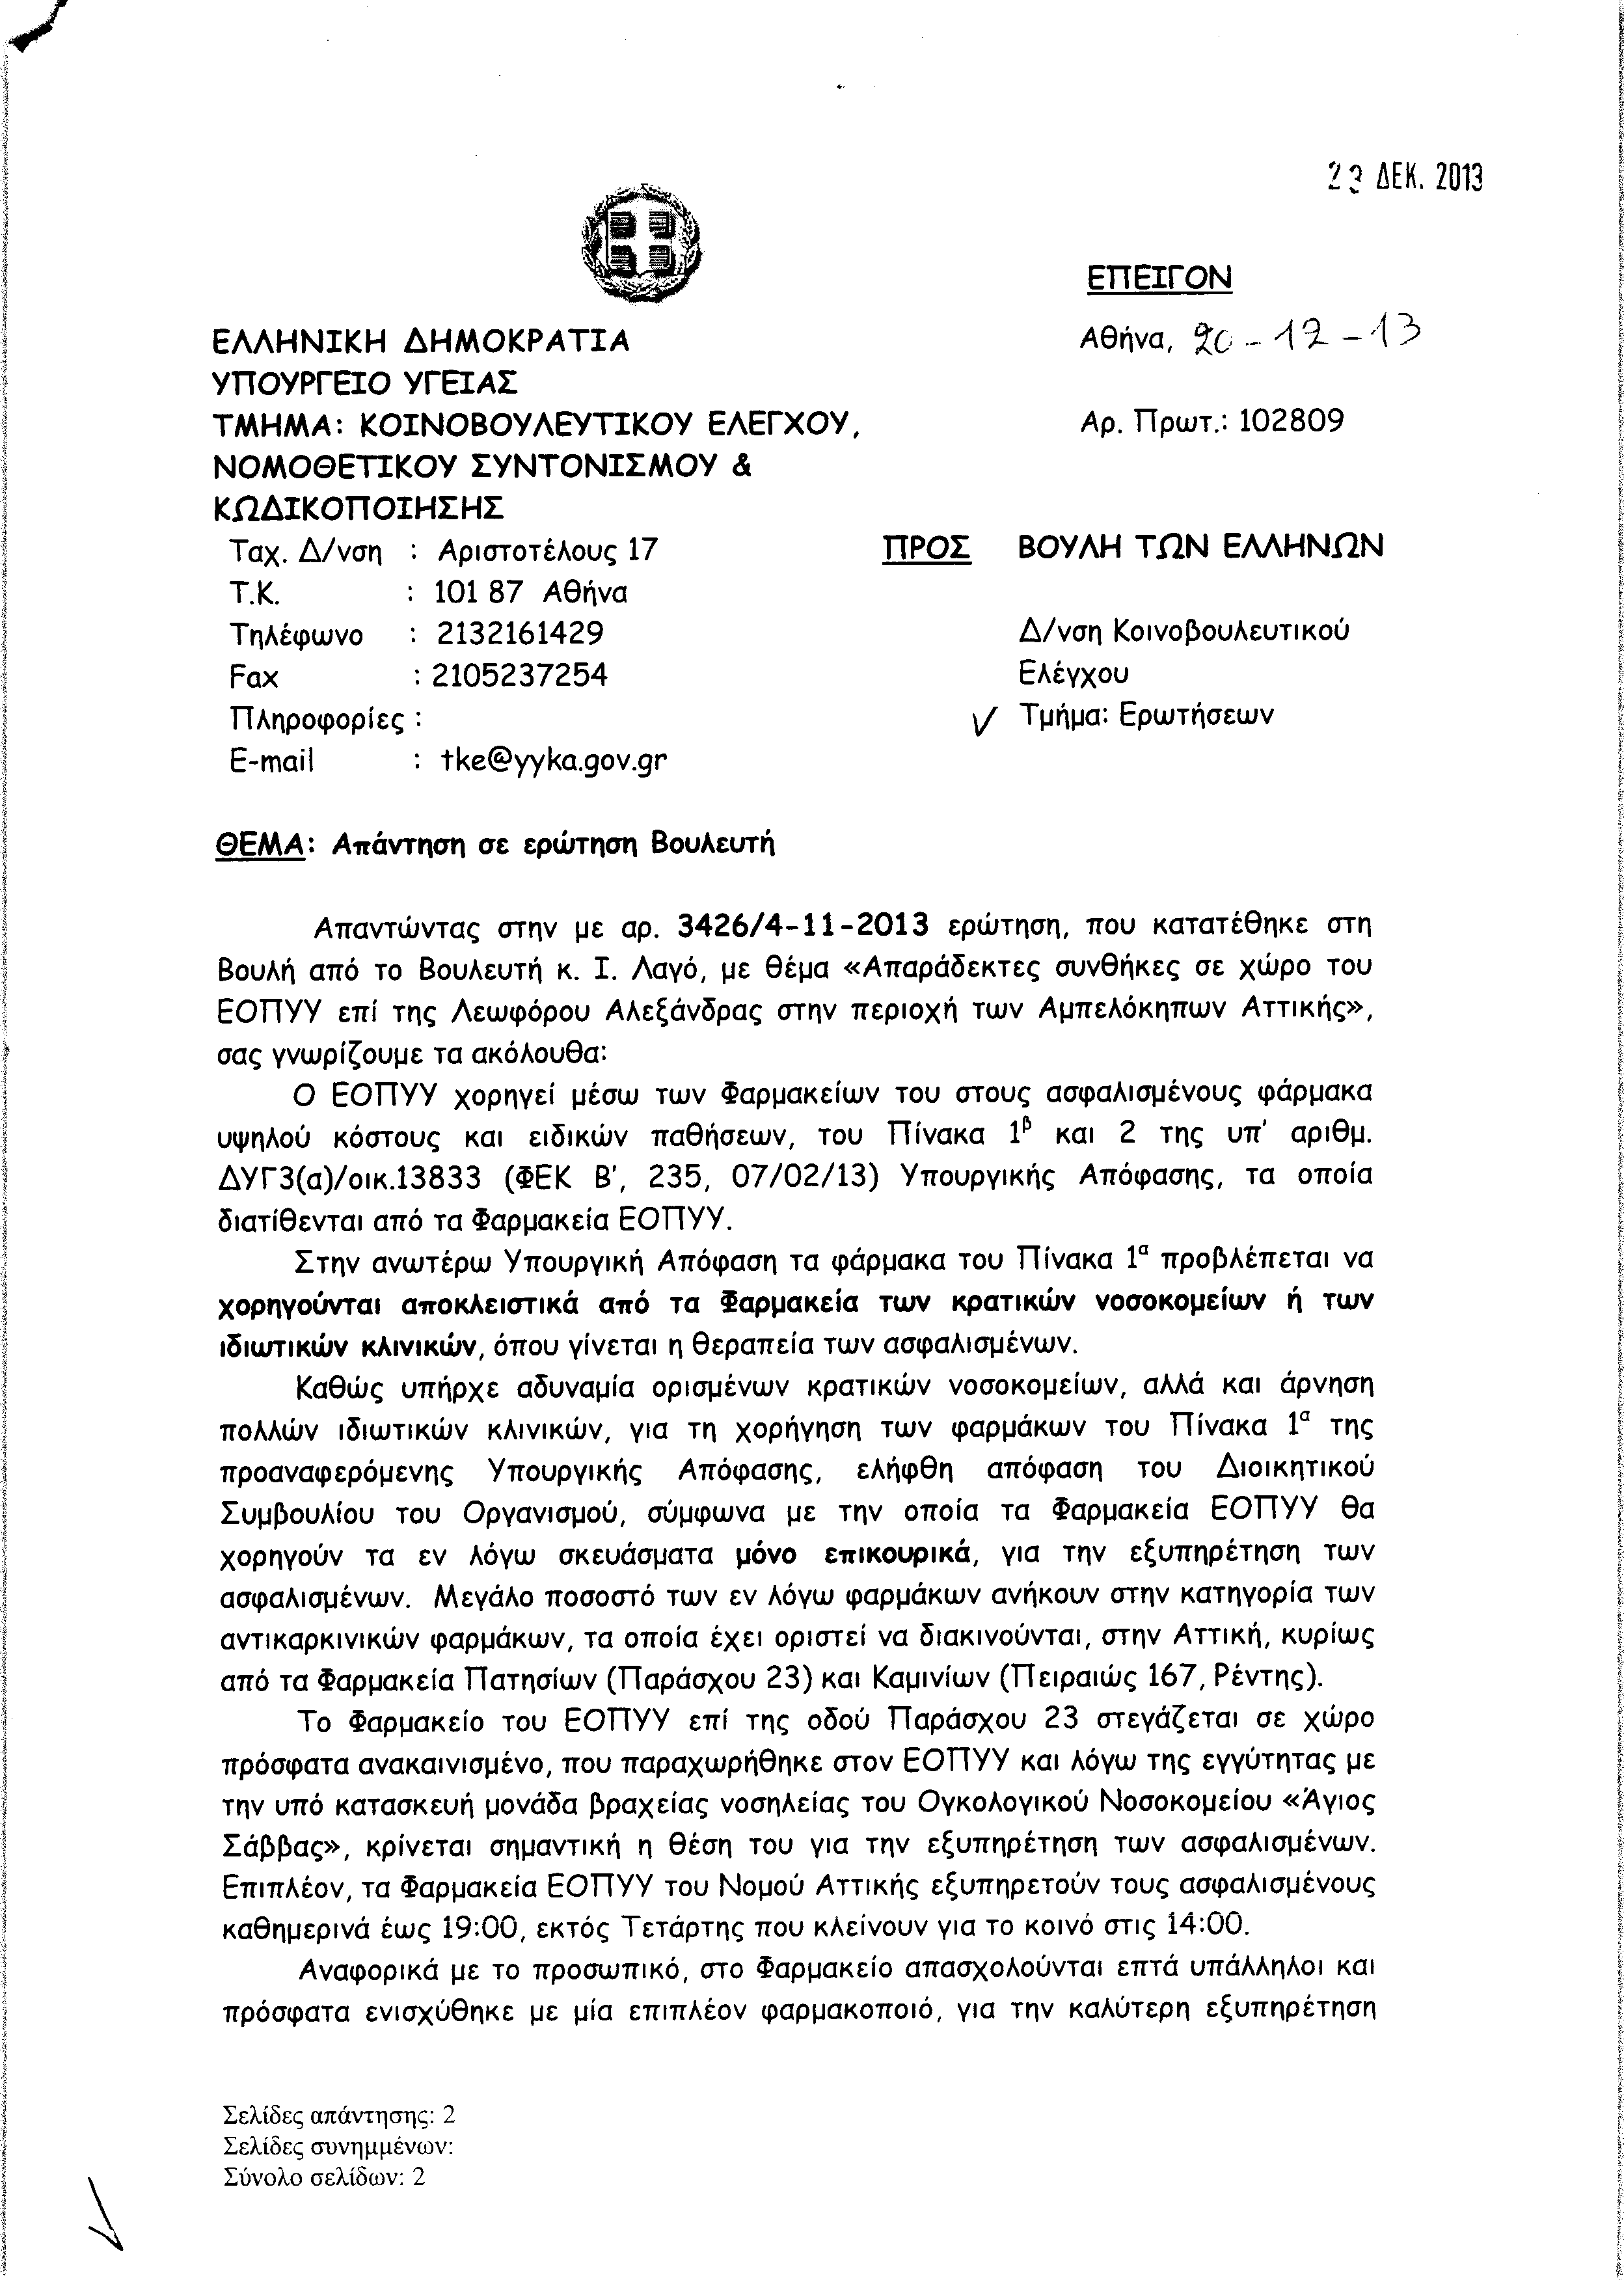 23 ΔΕΚ. 2013
ΕΠΕΙΓΟΝ
ΕΛΛΗΝΙΚΗ ΔΗΜΟΚΡΑΤΙΑ
Αθήνα, 20-12-13
ΥΠΟΥΡΓΕΙΟ ΥΓΕΙΑΣ
ΤΜΗΜΑ: ΚΟΙΝΟΒΟΥΛΕΥΤΙΚΟΥ ΕΛΕΓΧΟΥ,
Αρ. Πρωτ.: 102809
ΝΟΜΟΘΕΤΙΚΟΥ ΣΥΝΤΟΝΙΣΜΟΥ &
ΚΩΔΙΚΟΠΟΙΗΣΗΣ
Ταχ. Δ/νση : Αριστοτέλους 17
ΠΡΟΣ ΒΟΥΛΗ ΤΩΝ ΕΛΛΗΝΩΝ
Τ.Κ. : 101 87 Αθήνα
Τηλέφωνο : 2132161429
Δ/νση Κοινοβουλευτικού
Fax : 2105237254
Ελέγχου
Πληροφορίες :
Τμήμα: Ερωτήσεων
E-mail : tke@yyka.gov.gr
ΘΕΜΑ: Απάντηση σε ερώτηση Βουλευτή
Απαντώντας στην με αρ. 3426/4-11-2013 ερώτηση, που κατατέθηκε στη
Βουλή από το Βουλευτή κ. Ι. Λαγό, με θέμα «Απαράδεκτες συνθήκες σε χώρο του
ΕΟΠΥΥ επί της Λεωφόρου Αλεξάνδρας στην περιοχή των Αμπελόκηπων Αττικής»,
σας γνωρίζουμε τα ακόλουθα:
Ο ΕΟΠΥΥ χορηγεί μέσω των Φαρμακείων του στους ασφαλισμένους φάρμακα
υψηλού κόστους και ειδικών παθήσεων, του Πίνακα 1β και 2 της υπ' αριθμ.
ΔΥΓ3(α)/οικ.13833 (ΦΕΚ Β', 235, 07/02/13) Υπουργικής Απόφασης, τα οποία
διατίθενται από τα Φαρμακεία ΕΟΠΥΥ.
Στην ανωτέρω Υπουργική Απόφαση τα φάρμακα του Πίνακα 1α προβλέπεται να
χορηγούνται αποκλειστικά από τα Φαρμακεία των κρατικών νοσοκομείων ή των
ιδιωτικών κλινικών, όπου γίνεται η θεραπεία των ασφαλισμένων.
Καθώς υπήρχε αδυναμία ορισμένων κρατικών νοσοκομείων, αλλά και άρνηση
πολλών ιδιωτικών κλινικών, για τη χορήγηση των φαρμάκων του Πίνακα 1α της
προαναφερόμενης Υπουργικής Απόφασης, ελήφθη απόφαση του Διοικητικού
Συμβουλίου του Οργανισμού, σύμφωνα με την οποία τα Φαρμακεία ΕΟΠΥΥ θα
χορηγούν τα εν λόγω σκευάσματα μόνο επικουρικά, για την εξυπηρέτηση των
ασφαλισμένων. Μεγάλο ποσοστό των εν λόγω φαρμάκων ανήκουν στην κατηγορία των
αντικαρκινικών φαρμάκων, τα οποία έχει οριστεί να διακινούνται, στην Αττική, κυρίως
από τα Φαρμακεία Πατησίων (Παράσχου 23) και Καμινίων (Πειραιώς 167, Ρέντης).
Το Φαρμακείο του ΕΟΠΥΥ επί της οδού Παράσχου 23 στεγάζεται σε χώρο
πρόσφατα ανακαινισμένο, που παραχωρήθηκε στον ΕΟΠΥΥ και λόγω της εγγύτητας με
την υπό κατασκευή μονάδα βραχείας νοσηλείας του Ογκολογικού Νοσοκομείου «Άγιος
Σάββας», κρίνεται σημαντική η θέση του για την εξυπηρέτηση των ασφαλισμένων.
Επιπλέον, τα Φαρμακεία ΕΟΠΥΥ του Νομού Αττικής εξυπηρετούν τους ασφαλισμένους
καθημερινά έως 19:00, εκτός Τετάρτης που κλείνουν για το κοινό στις 14:00.
Αναφορικά με το προσωπικό, στο Φαρμακείο απασχολούνται επτά υπάλληλοι και
πρόσφατα ενισχύθηκε με μία επιπλέον φαρμακοποιό, για την καλύτερη εξυπηρέτηση
Σελίδες απάντησης: 2
Σελίδες συνημμένων:
Σύνολο σελίδων: 2